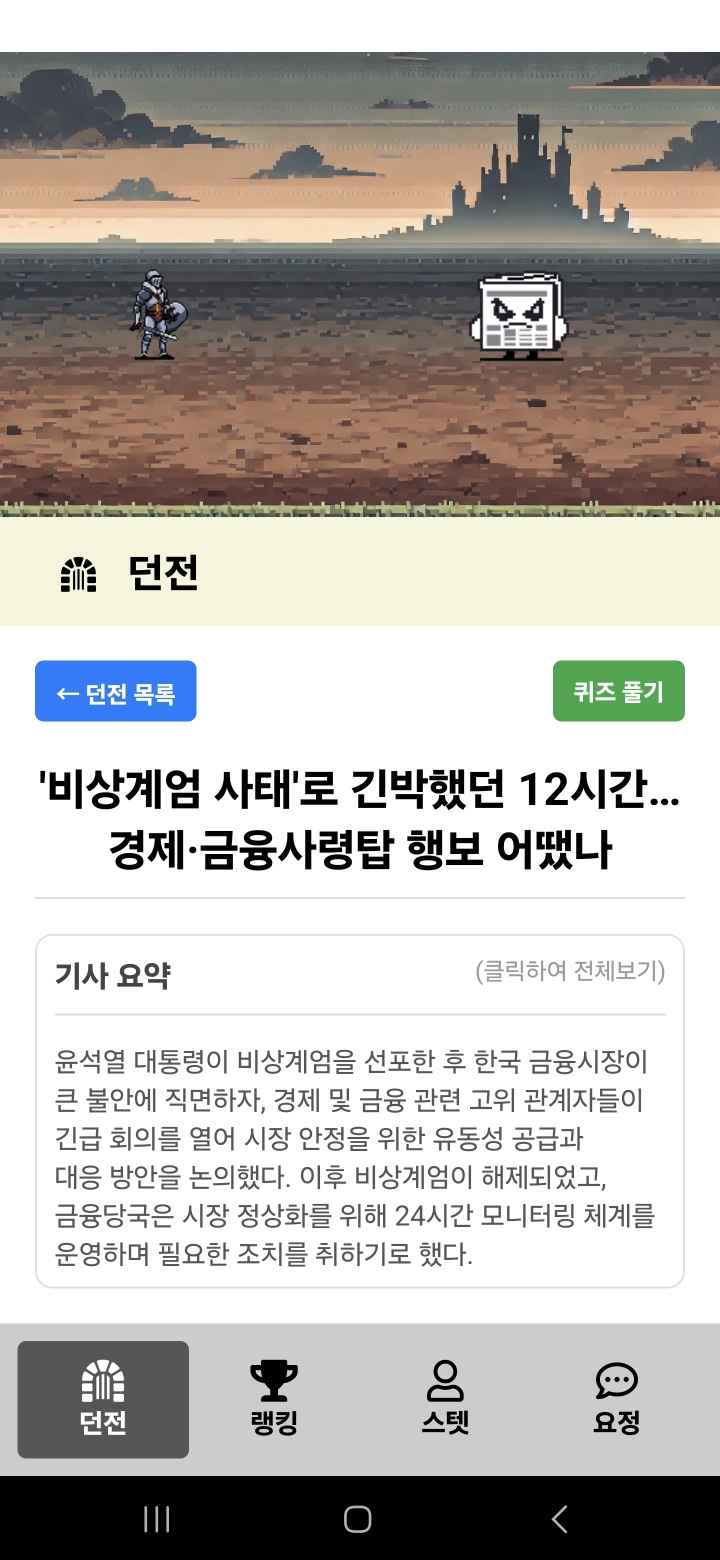 던전
← 던전 목록
퀴즈 풀기
'비상계엄 사태'로 긴박했던 12시간…
경제·금융사령탑 행보 어땠나
기사 요약
(클릭하여 전체보기)
윤석열 대통령이 비상계엄을 선포한 후 한국 금융시장이
큰 불안에 직면하자, 경제 및 금융 관련 고위 관계자들이
긴급 회의를 열어 시장 안정을 위한 유동성 공급과
대응 방안을 논의했다. 이후 비상계엄이 해제되었고,
금융당국은 시장 정상화를 위해 24시간 모니터링 체계를
운영하며 필요한 조치를 취하기로 했다.
던전
랭킹
스텟
요정